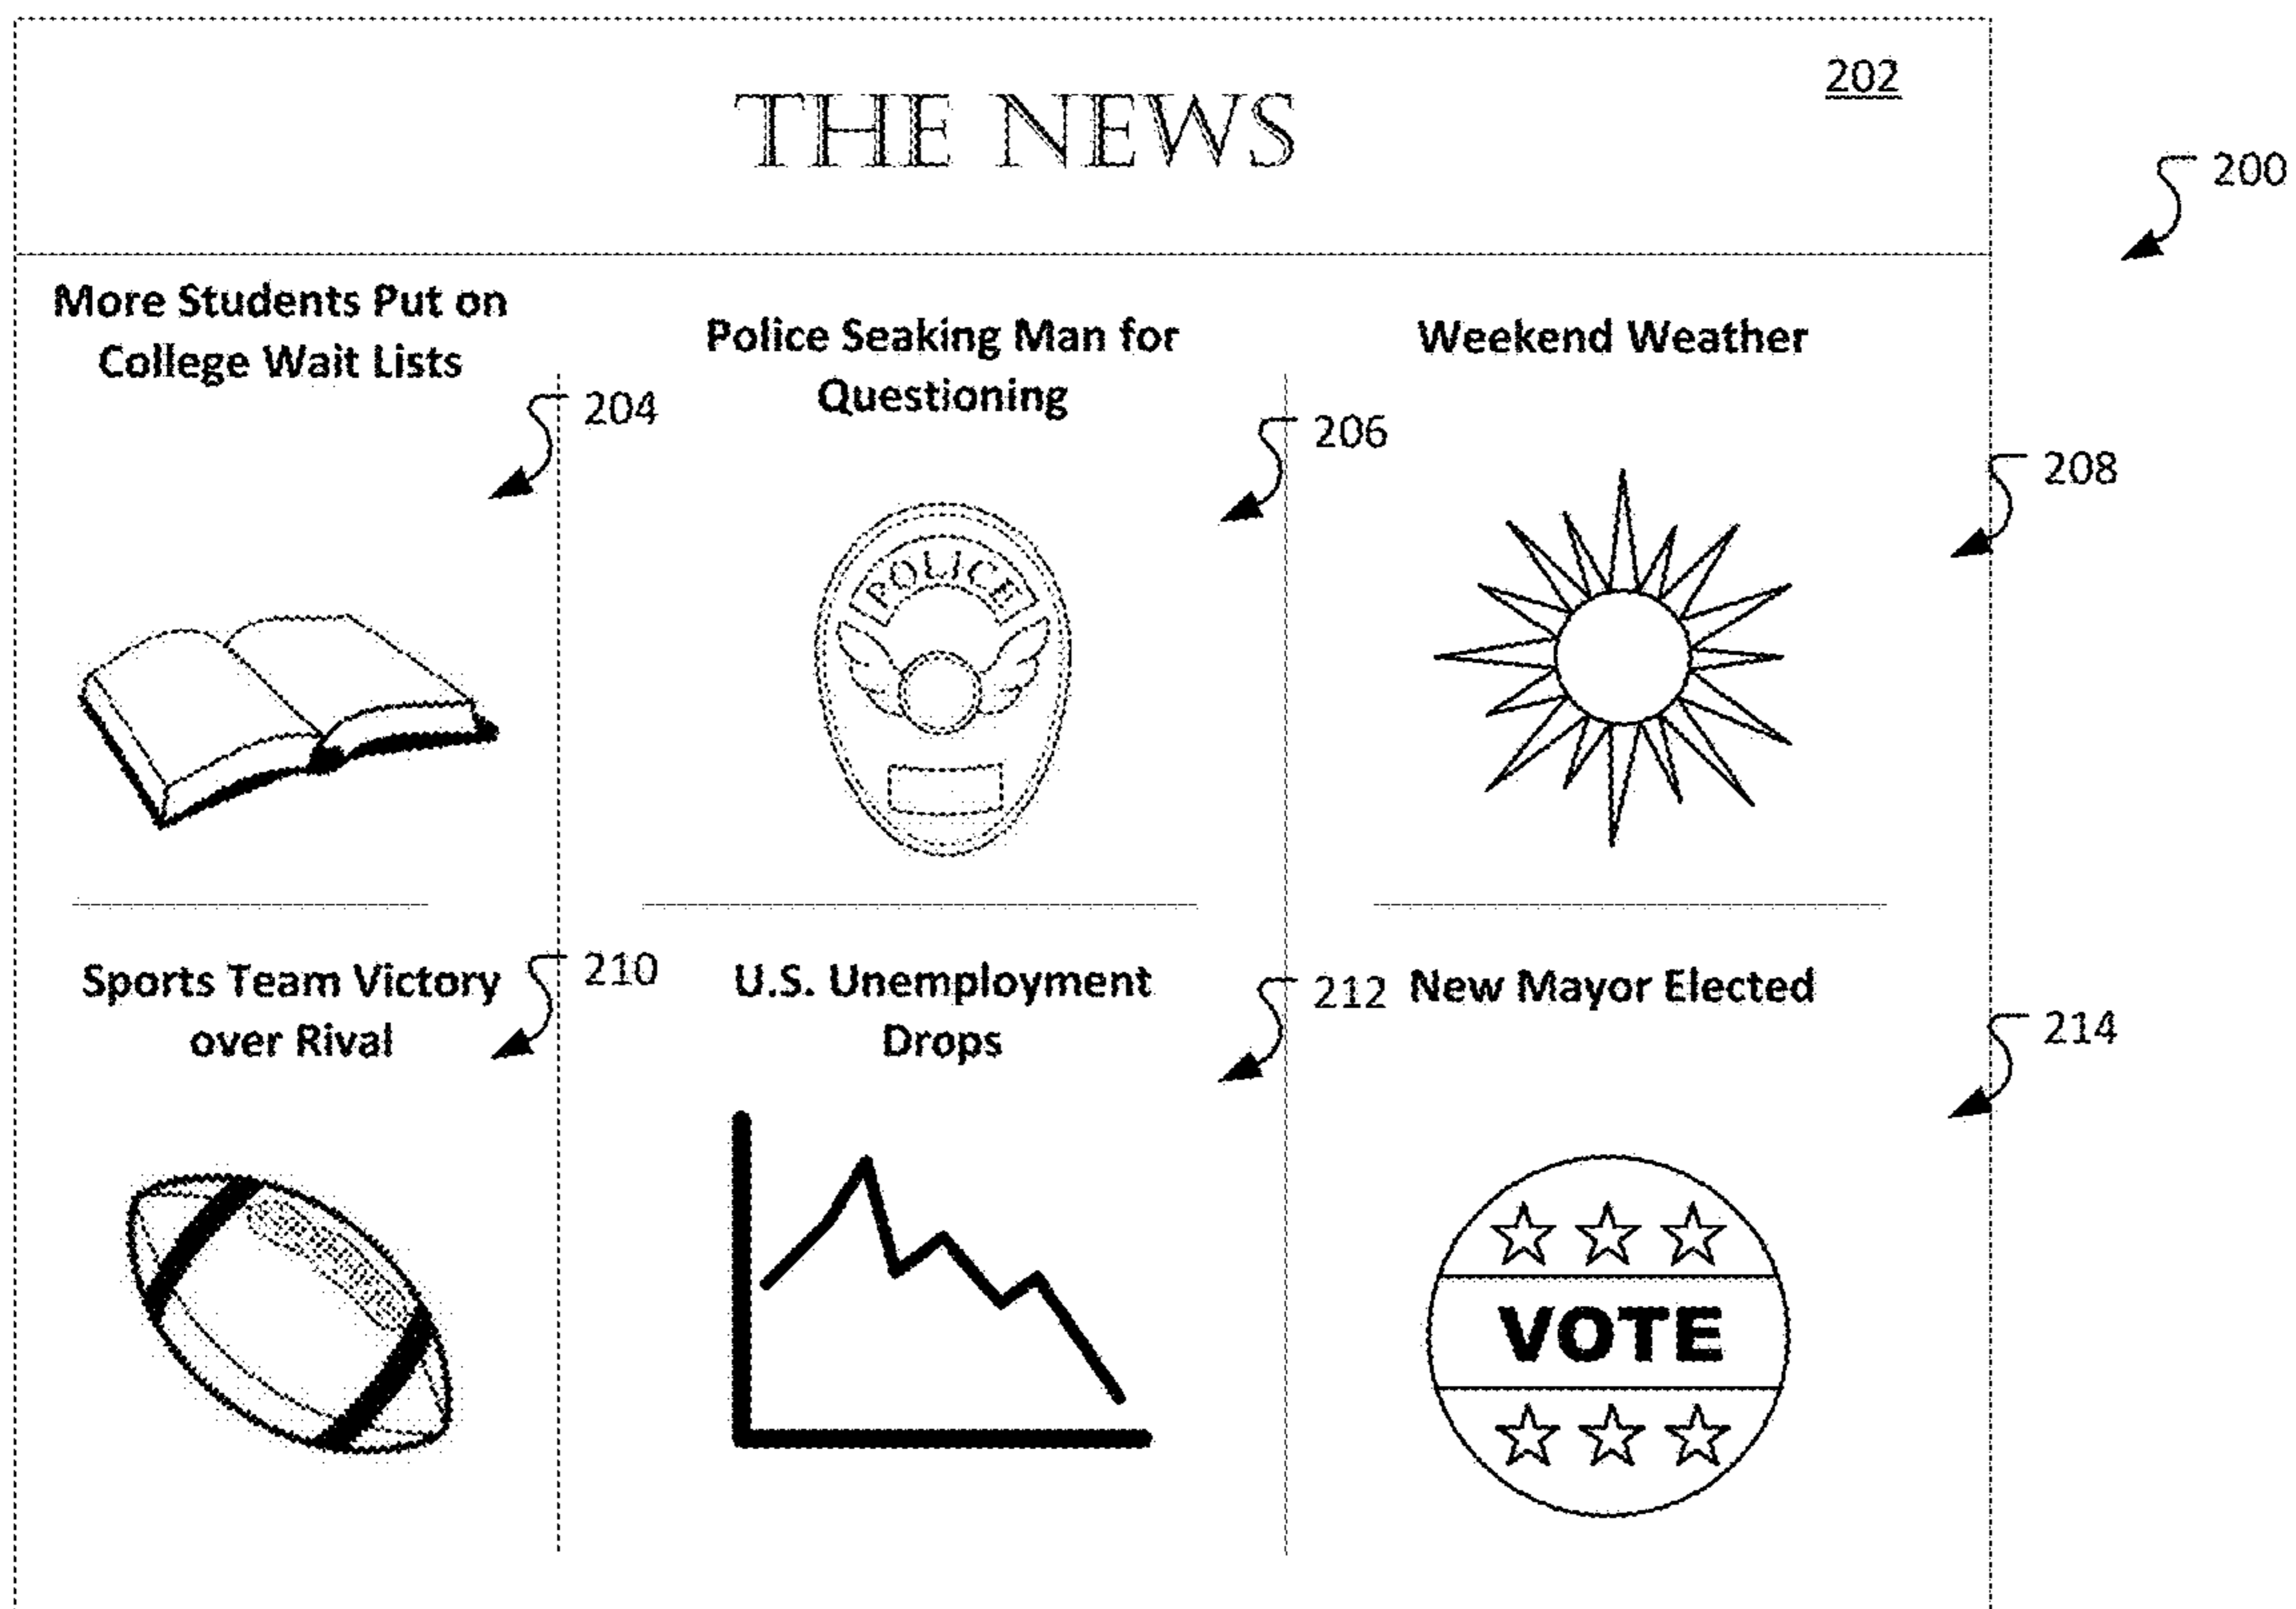 202
THE NEWS
200
More Students Put on
College Wait Lists
204
Police Seaking Man for
Questioning
206
Weekend Weather
208
POLICE
Sports Team Victory
over Rival
210
U.S. Unemployment
Drops
212
New Mayor Elected
214
VOTE